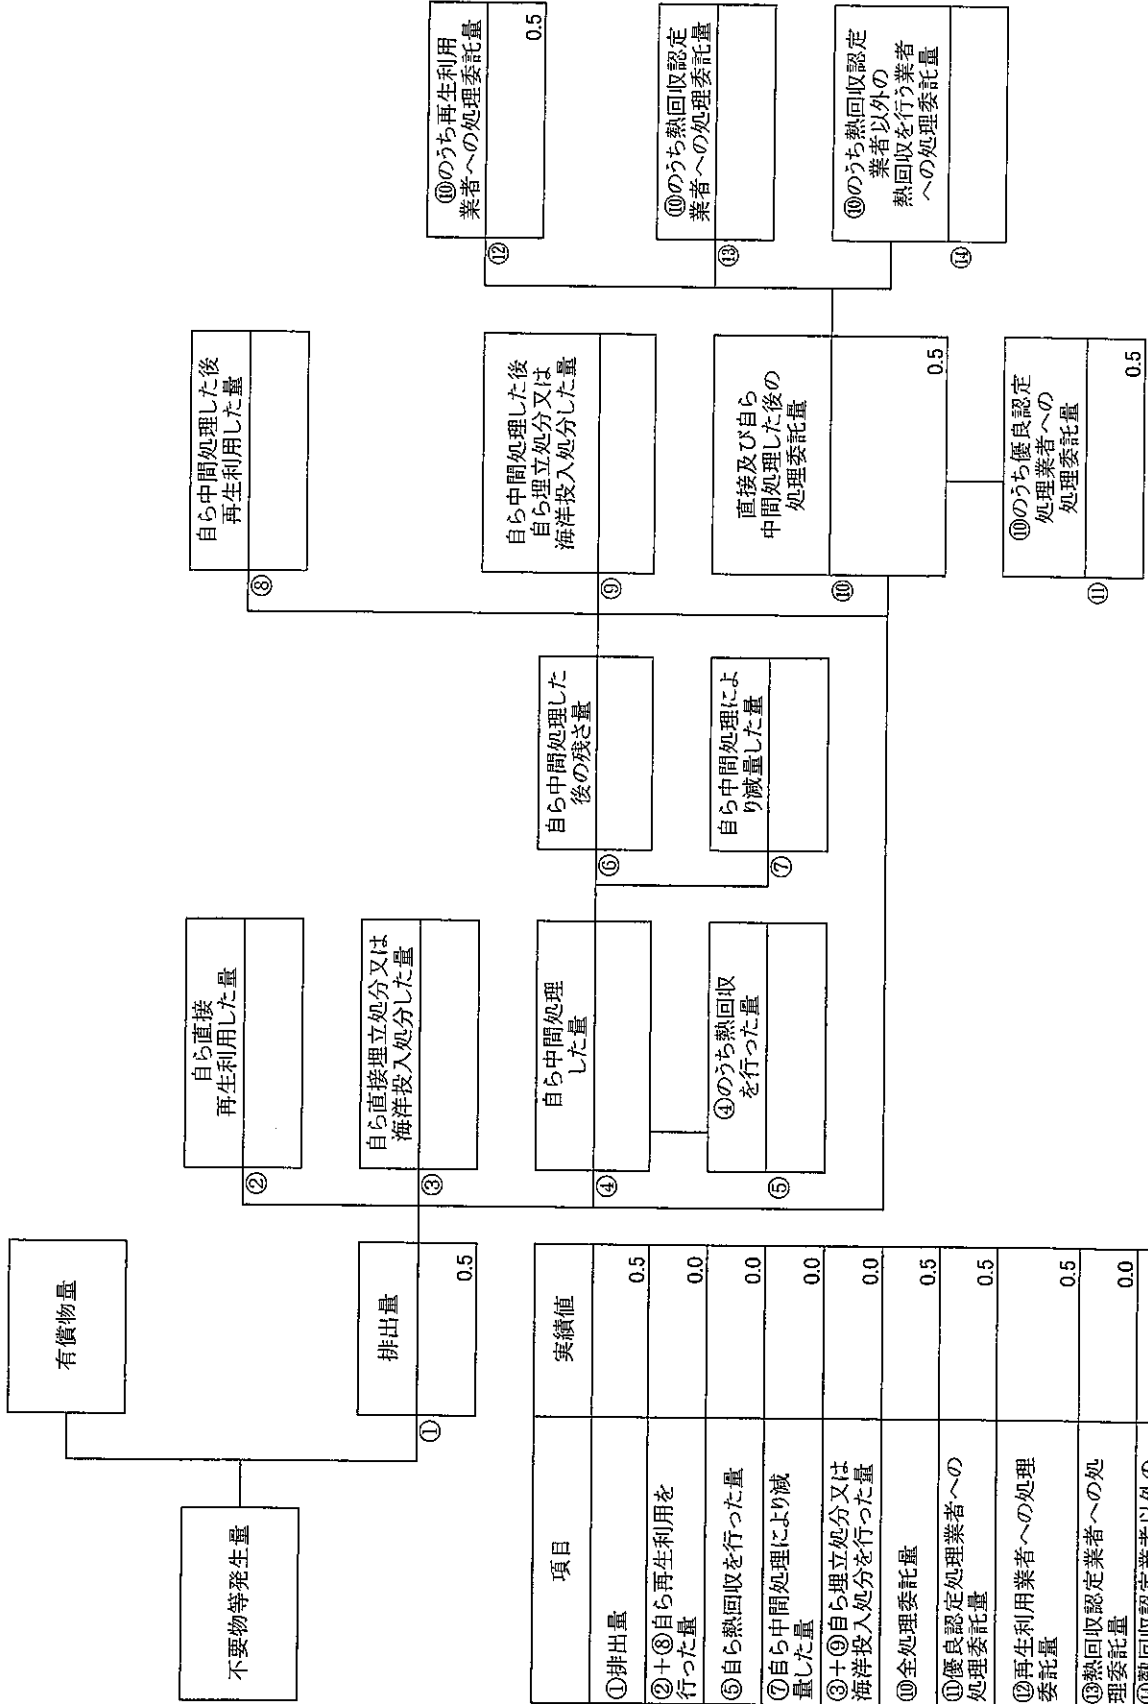 不要物等発生量
有償物量
排出量
①
0.5
自ら直接
再生利用した量
②
自ら直接埋立処分又は
海洋投入処分した量
③
自ら中間処理
した量
④
④のうち熱回収
を行った量
⑤
自ら中間処理した
後の残さ量
⑥
自ら中間処理によ
り減量した量
⑦
自ら中間処理した後
再生利用した量
⑧
自ら中間処理した後
自ら埋立処分又は
海洋投入処分した量
⑨
直接及び自ら
中間処理した後の
処理委託量
⑩
0.5
⑩のうち優良認定
処理業者への
処理委託量
⑪
0.5
⑩のうち再生利用
業者への処理委託量
⑫
0.5
⑩のうち熱回収認定
業者への処理委託量
⑬
⑩のうち熱回収認定
業者以外の
熱回収を行う業者
への処理委託量
⑭
項目
実績値
①排出量
0.5
②+⑧自ら再生利用を
行った量
0.0
⑤自ら熱回収を行った量
0.0
⑦自ら中間処理により減
量した量
0.0
③+⑨自ら埋立処分又は
海洋投入処分を行った量
0.0
⑩全処理委託量
0.5
⑪優良認定処理業者への
処理委託量
0.5
⑫再生利用業者への処理
委託量
0.5
⑬熱回収認定業者への処
理委託量
0.0
⑭熱回収認定業者以外の